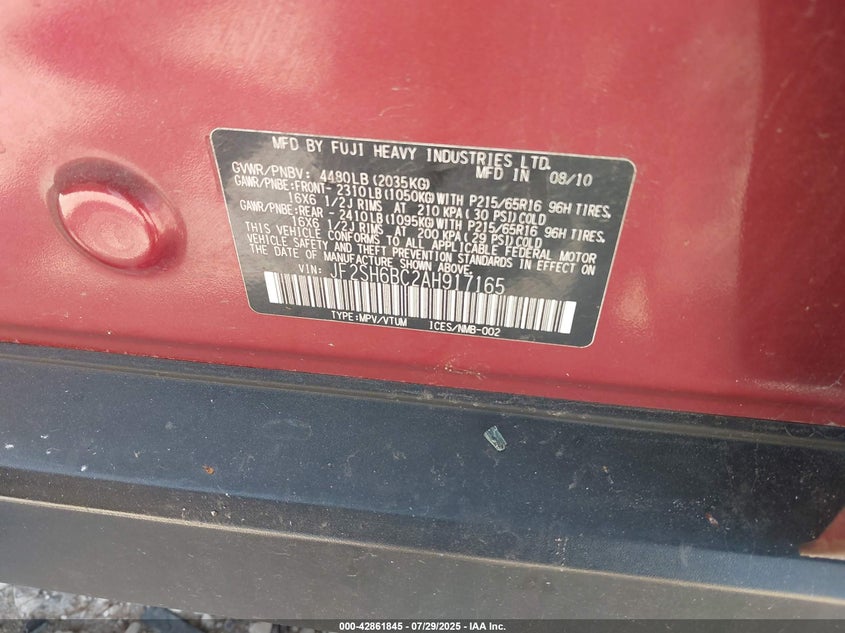 MFD BY FUJI HEAVY INDUSTRIES LTD.
GVWR/PNBV: 4480LB (2035KG) MFD IN 08/10
GAWR/PNBE:FRONT- 2310LB(1050KG)WITH P215/65R16 96H TIRES,
16X6 1/2J RIMS AT 210 KPA( 30 PSI)COLD
GAWR/PNBE:REAR - 2410LB(1095KG)WITH P215/65R16 96H TIRES,
16X6 1/2J RIMS AT 200 KPA( 29 PSI)COLD
THIS VEHICLE CONFORMS TO ALL APPLICABLE FEDERAL MOTOR
VEHICLE SAFETY AND THEFT PREVENTION STANDARDS IN EFFECT ON
THE DATE OF MANUFACTURE SHOWN ABOVE.
VIN: JF2SH6BC2AH917165
TYPE:MPV/VTUM ICES/NMB-002
000-42861845 (07/29/2025 - IAA Inc.